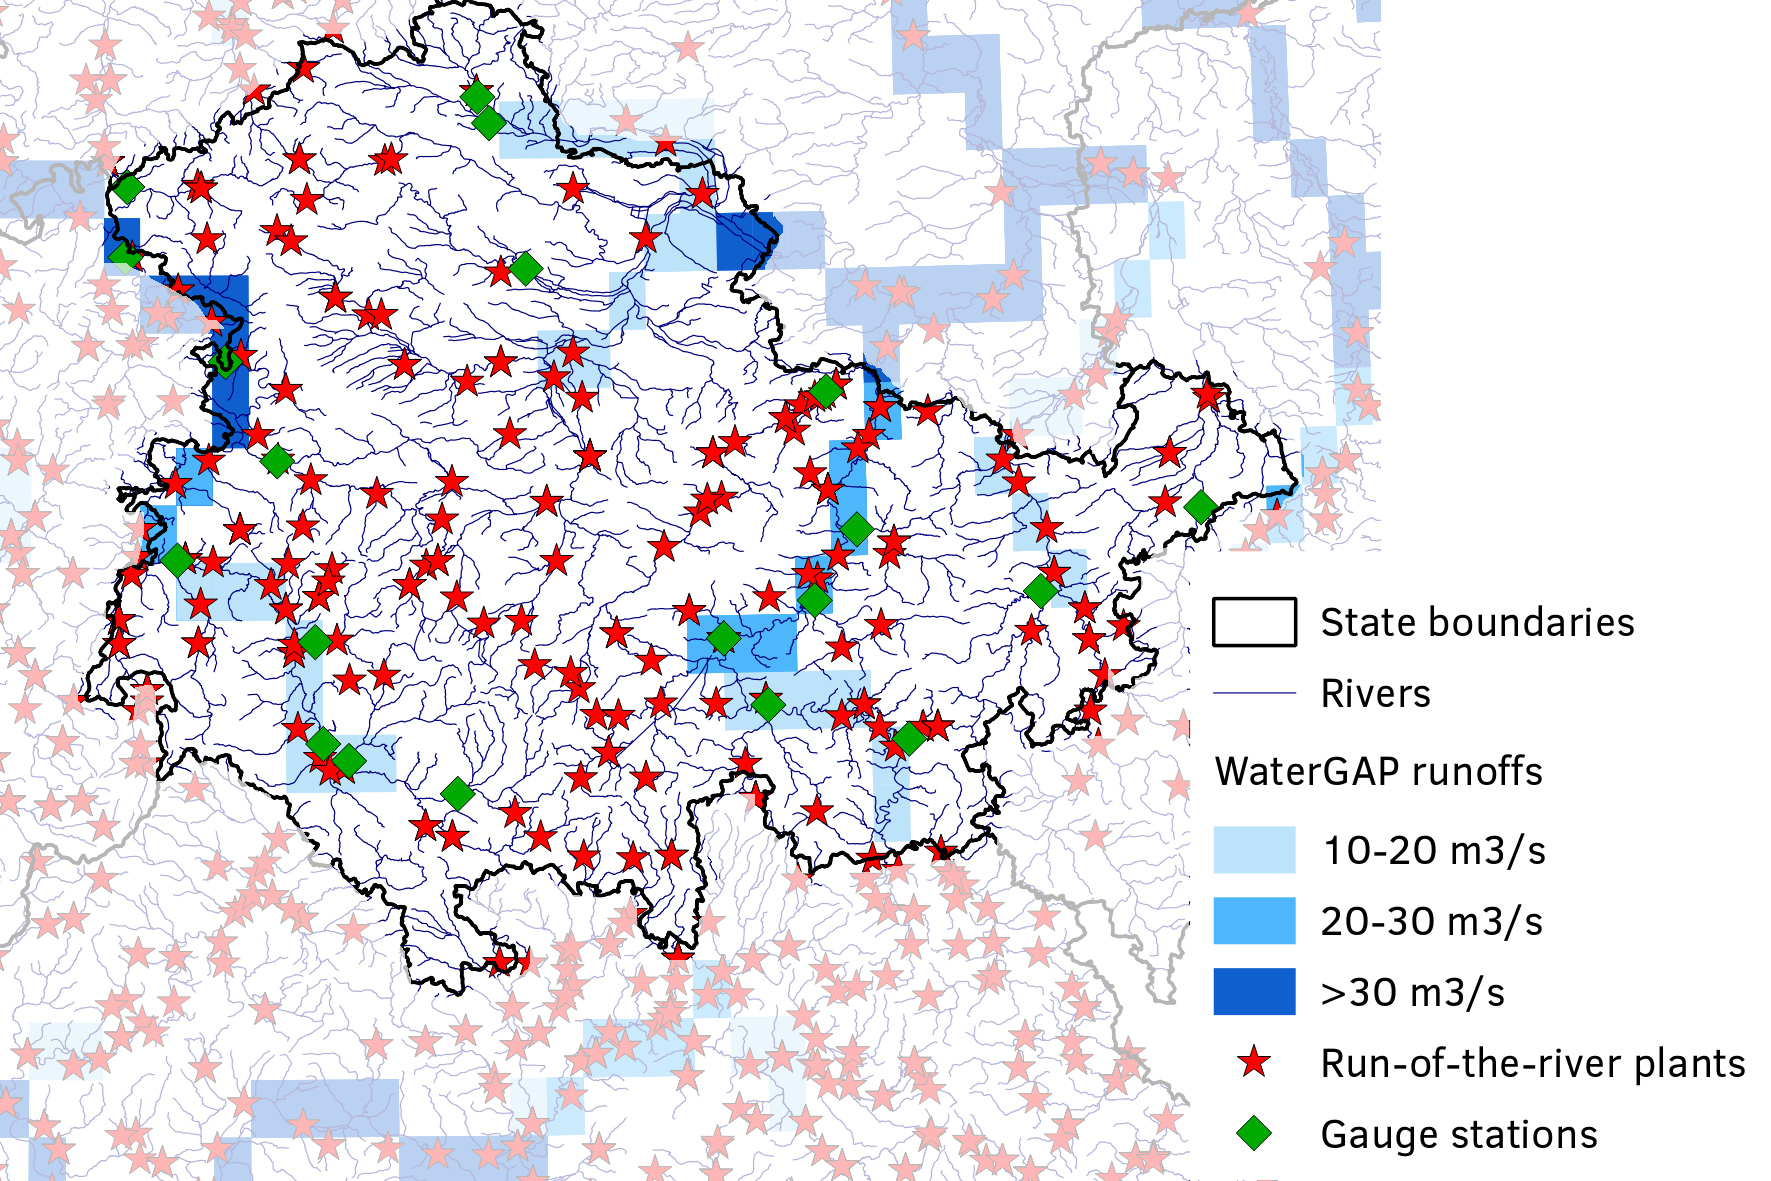 State boundaries
Rivers
WaterGAP runoffs
10-20 m3/s
20-30 m3/s
>30 m3/s
Run-of-the-river plants
Gauge stations